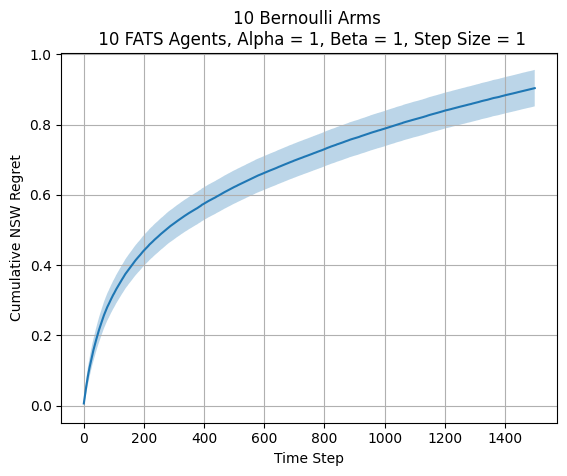 10 Bernoulli Arms
10 FATS Agents, Alpha = 1, Beta = 1, Step Size = 1
1.0
0.8
0.6
0.4
0.2
0.0
Cumulative NSW Regret
0 200 400 600 800 1000 1200 1400
Time Step